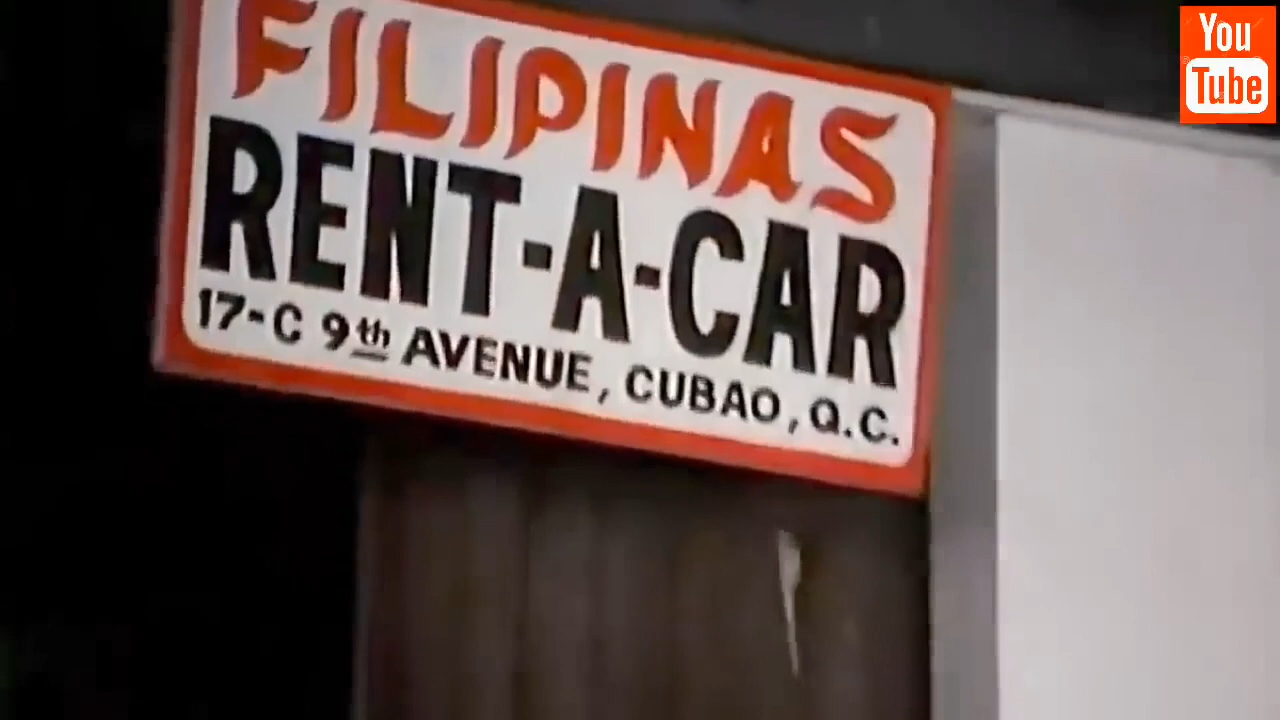 FILIPINAS
RENT-A-CAR
17-C 9th AVENUE, CUBAO, Q.C.
You
Tube